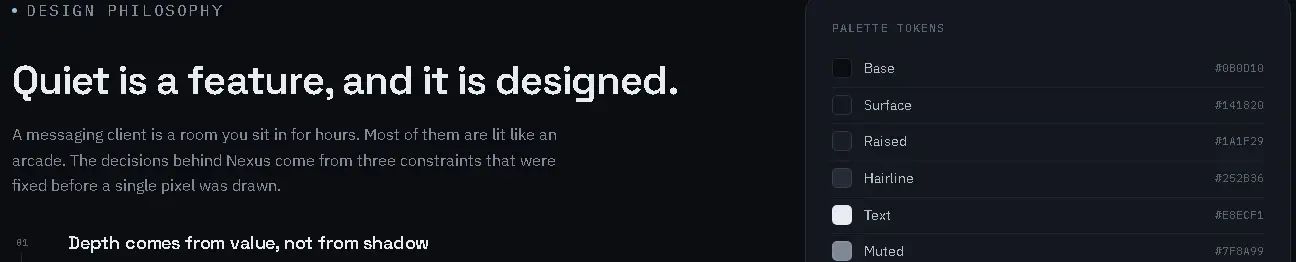 DESIGN PHILOSOPHY
Quiet is a feature, and it is designed.
A messaging client is a room you sit in for hours. Most of them are lit like an
arcade. The decisions behind Nexus come from three constraints that were
fixed before a single pixel was drawn.
01
Depth comes from value, not from shadow
PALETTE TOKENS
Base #0B0D10
Surface #141820
Raised #1A1F29
Hairline #252B36
Text #E8ECF1
Muted #7F8A99